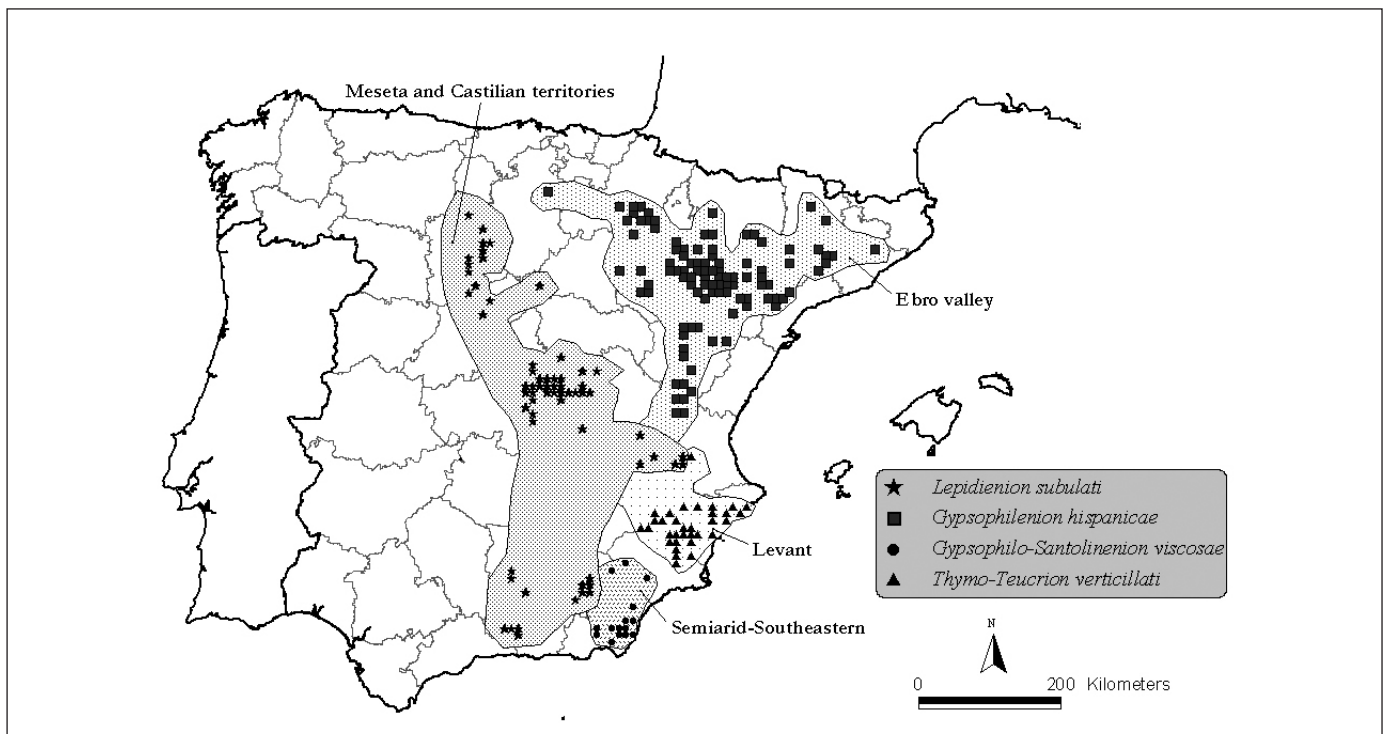 Meseta and Castilian territories
Ebro valley
Lepidienion subulati
Gypsophilenion hispanicae
Gypsophilo-Santolinenion viscosae
Thymo-Teucrion verticillati
Levant
Semiarid-Southeastern
N
0 200 Kilometers